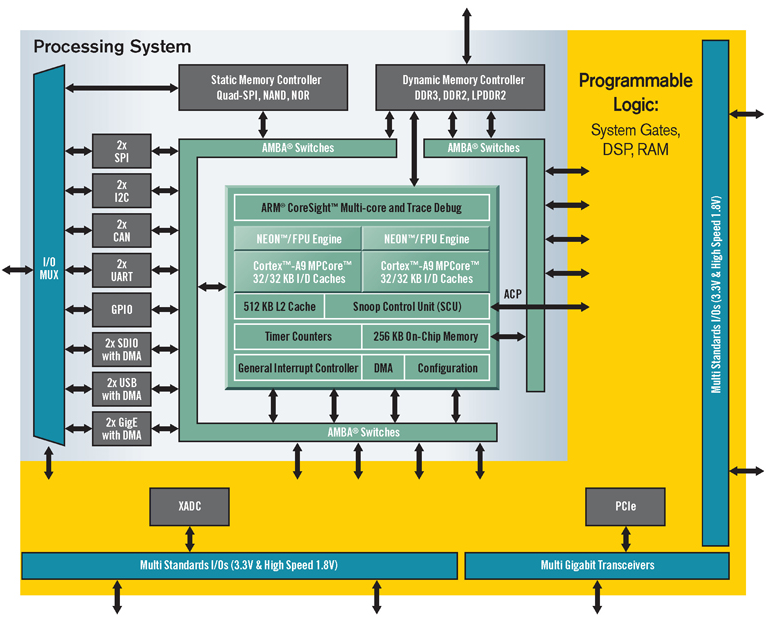 Processing System
Static Memory Controller
Quad-SPI, NAND, NOR
Dynamic Memory Controller
DDR3, DDR2, LPDDR2
Programmable
Logic:
System Gates,
DSP, RAM
AMBA® Switches
AMBA® Switches
2x
SPI
2x
I2C
2x
CAN
2x
UART
GPIO
2x SDIO
with DMA
2x USB
with DMA
2x GigE
with DMA
I/O
MUX
ARM® CoreSight™ Multi-core and Trace Debug
NEON™/FPU Engine
NEON™/FPU Engine
Cortex™-A9 MPCore™
32/32 KB I/D Caches
Cortex™-A9 MPCore™
32/32 KB I/D Caches
512 KB L2 Cache
Snoop Control Unit (SCU)
ACP
Timer Counters
256 KB On-Chip Memory
General Interrupt Controller
DMA
Configuration
AMBA® Switches
Multi Standards I/Os (3.3V & High Speed 1.8V)
XADC
PCIe
Multi Standards I/Os (3.3V & High Speed 1.8V)
Multi Gigabit Transceivers